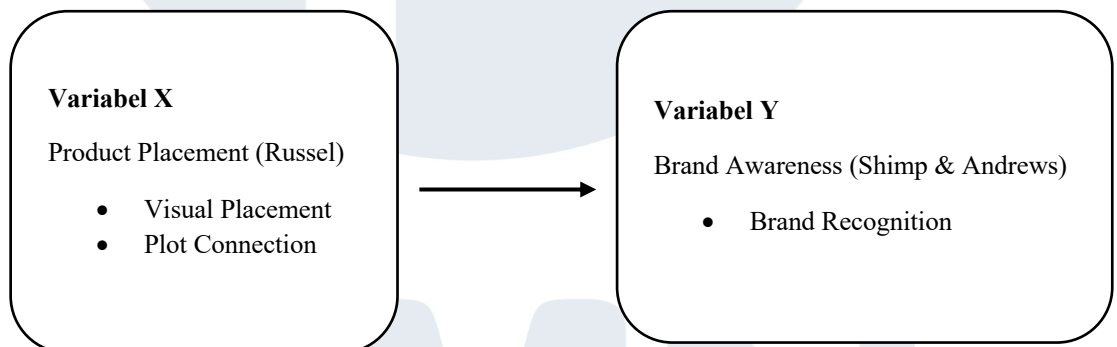 Variabel X
Product Placement (Russel)
• Visual Placement
• Plot Connection
Variabel Y
Brand Awareness (Shimp & Andrews)
• Brand Recognition